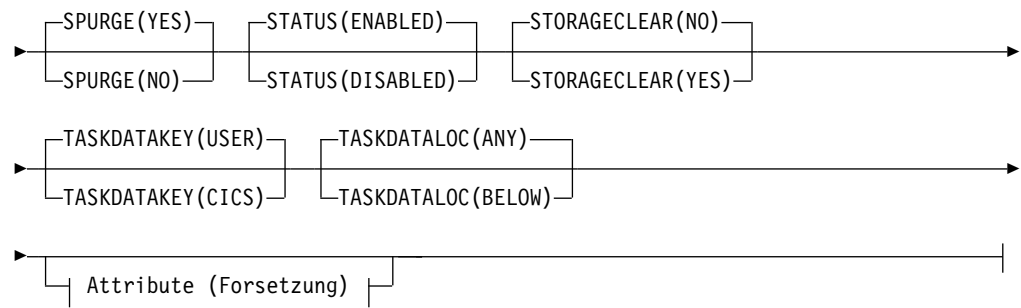 SPURGE(YES) STATUS(ENABLED) STORAGECLEAR(NO)
SPURGE(NO) STATUS(DISABLED) STORAGECLEAR(YES)
TASKDATAKEY(USER) TASKDATALOC(ANY)
TASKDATAKEY(CICS) TASKDATALOC(BELOW)
Attribute (Forsetzung)